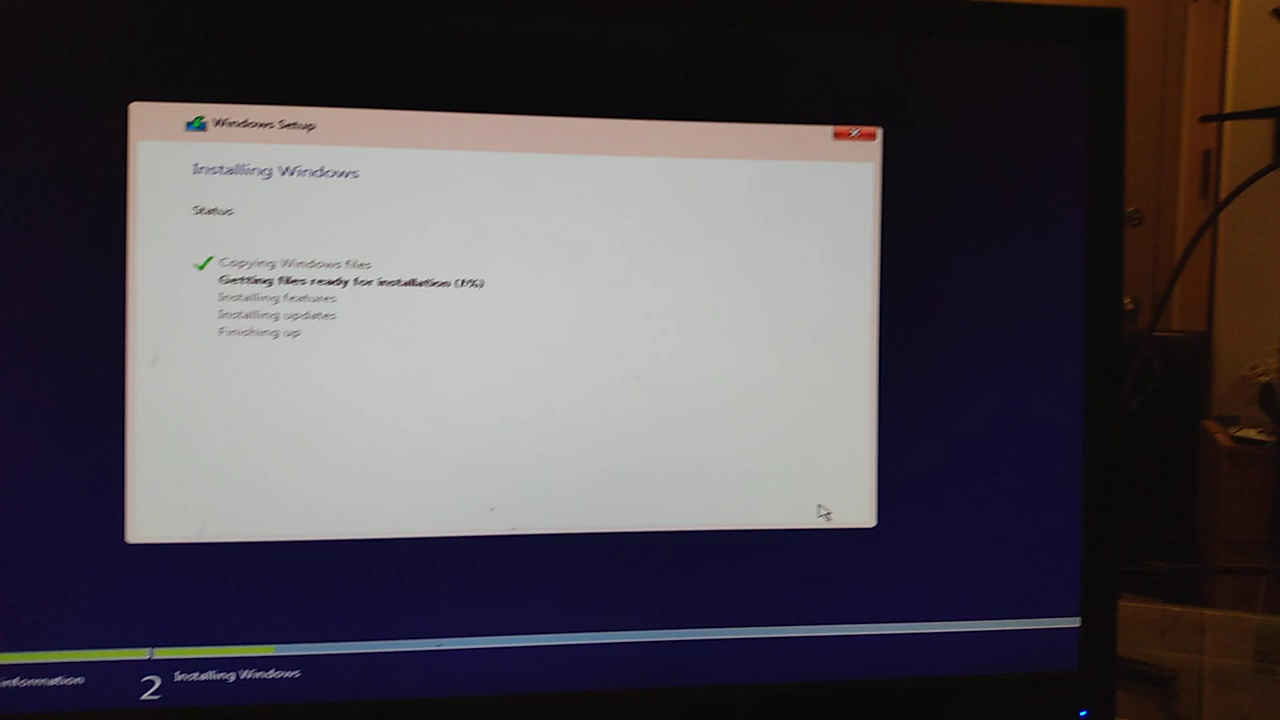 Windows Setup
Installing Windows
Status
Copying Windows files
Getting files ready for installation (1%)
Installing features
Installing updates
Finishing up
information
2 Installing Windows